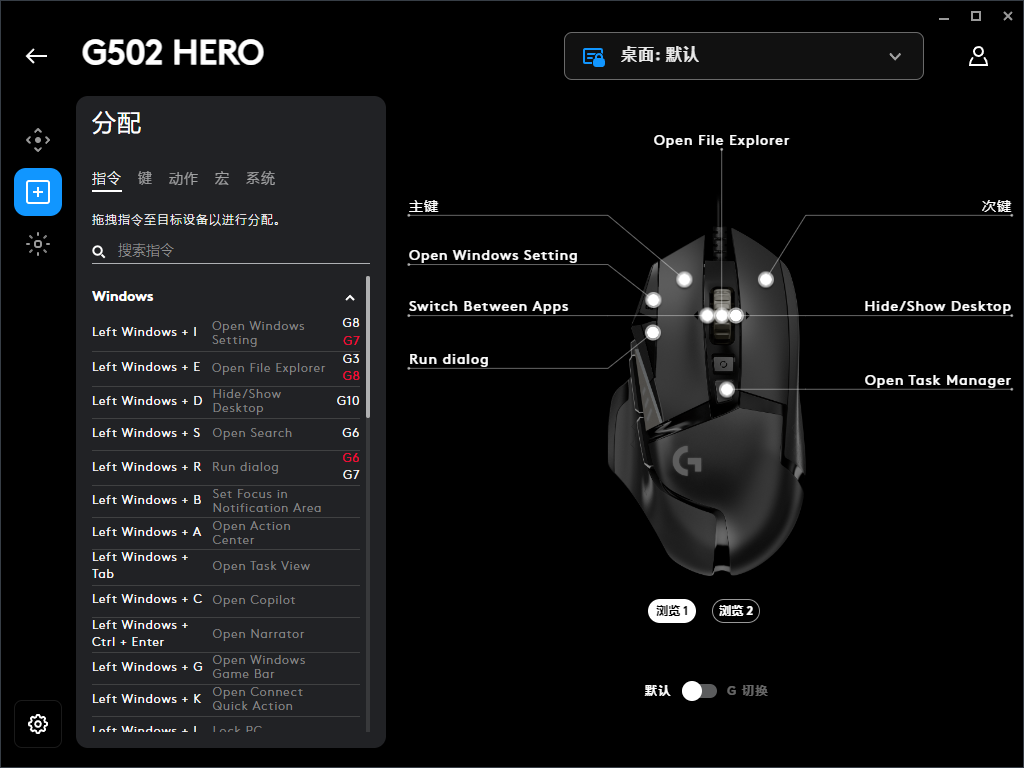 G502 HERO
桌面: 默认
分配
指令 键 动作 宏 系统
拖拽指令至目标设备以进行分配。
搜索指令
Windows
Left Windows + I Open Windows Setting G8 G7
Left Windows + E Open File Explorer G3 G8
Left Windows + D Hide/Show Desktop G10
Left Windows + S Open Search G6
Left Windows + R Run dialog G6 G7
Left Windows + B Set Focus in Notification Area
Left Windows + A Open Action Center
Left Windows + Tab Open Task View
Left Windows + C Open Copilot
Left Windows + Ctrl + Enter Open Narrator
Left Windows + G Open Windows Game Bar
Left Windows + K Open Connect Quick Action
Left Windows + L Lock PC
Open File Explorer
主键
次键
Open Windows Setting
Switch Between Apps
Hide/Show Desktop
Run dialog
Open Task Manager
浏览 1
浏览 2
默认
G 切换